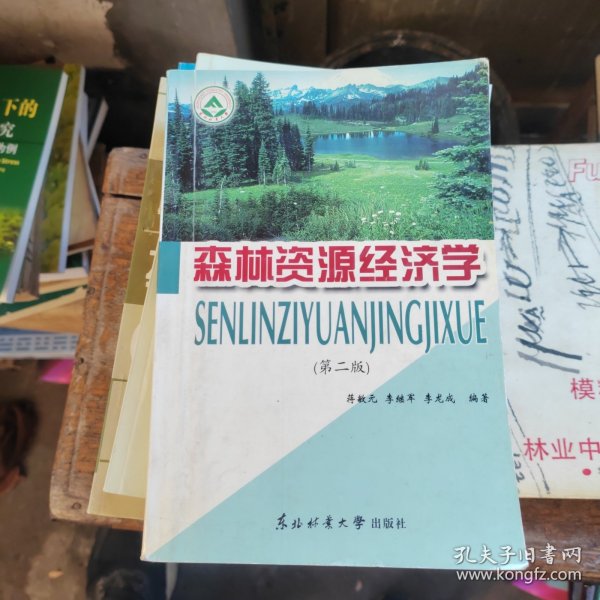 森林资源经济学
SENLINZIYUANJINGJIXUE
(第二版)
蒋敏元 李继军 李龙成 编著
东北林业大学出版社
下的
究
Fu
模
林业中
孔夫子旧书网
www.kongfz.com